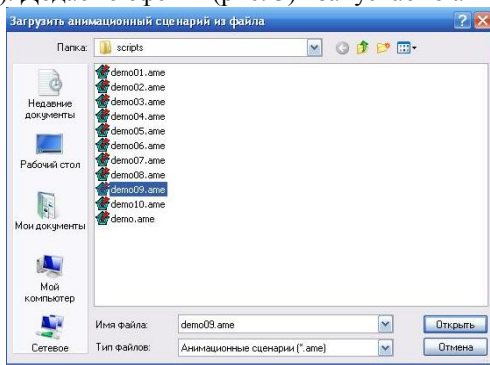 Загрузить анимационный сценарий из файла
Папка: scripts
demo01.ame
demo02.ame
demo03.ame
demo04.ame
demo05.ame
demo06.ame
demo07.ame
demo08.ame
demo09.ame
demo10.ame
demo.ame
Недавние
документы
Рабочий стол
Мои документы
Мой
компьютер
Сетевое
Имя файла: demo09.ame Открыть
Тип файлов: Анимационные сценарии (*.ame) Отмена